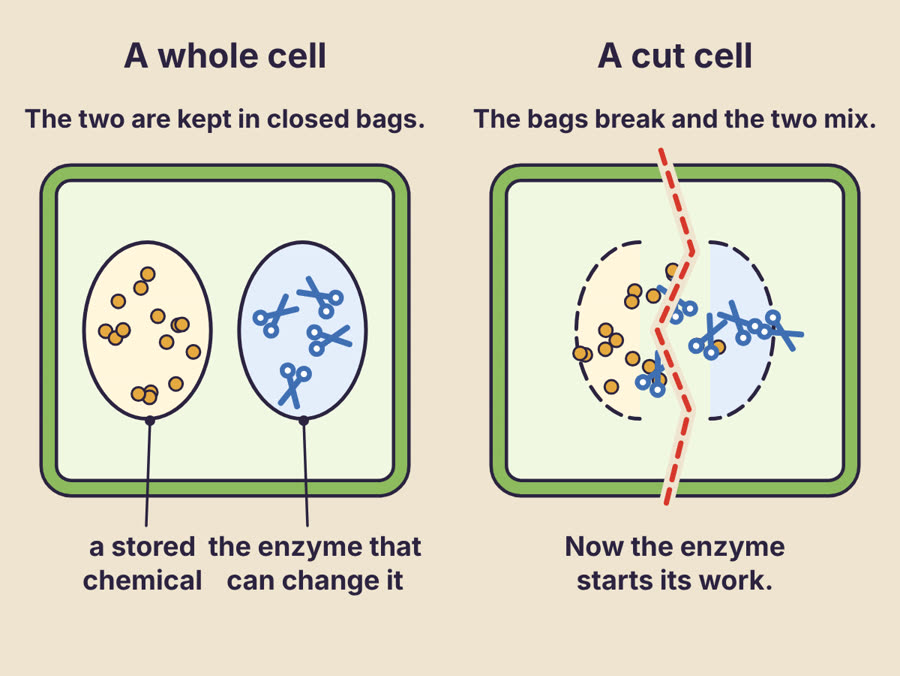 A whole cell
The two are kept in closed bags.
a stored
chemical
the enzyme that
can change it
A cut cell
The bags break and the two mix.
Now the enzyme
starts its work.